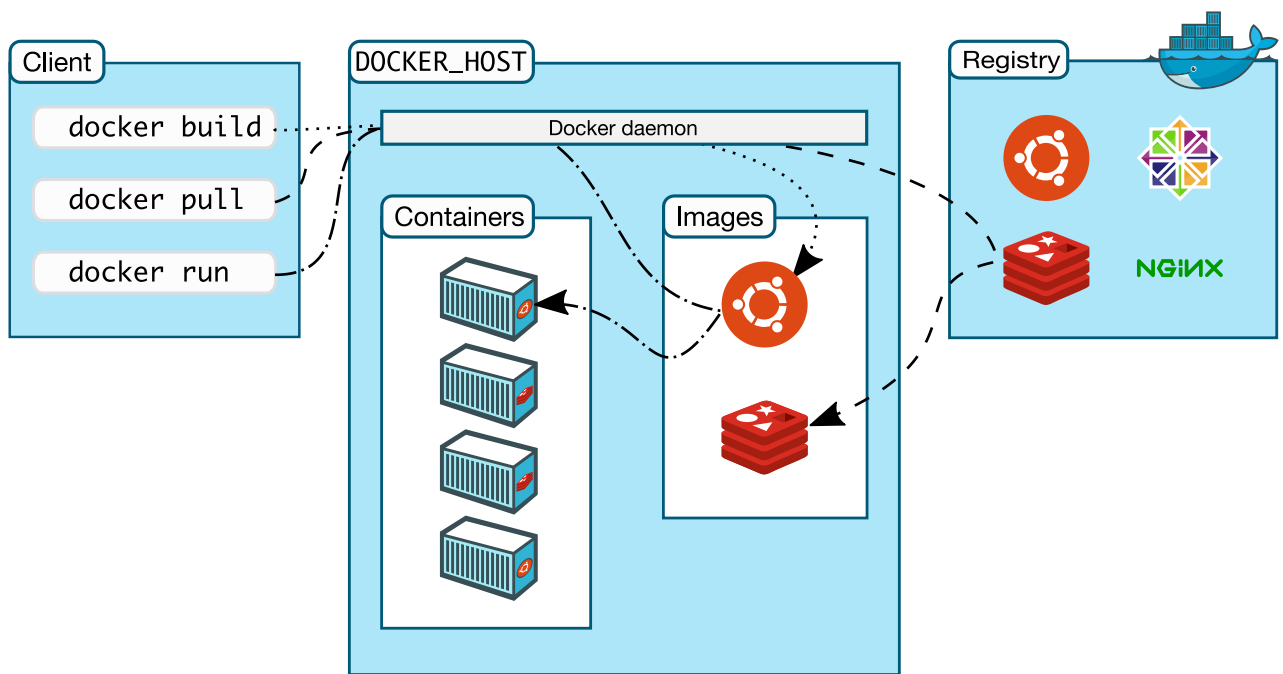 Client
docker build
docker pull
docker run
DOCKER_HOST
Docker daemon
Containers
Images
Registry
NGINX